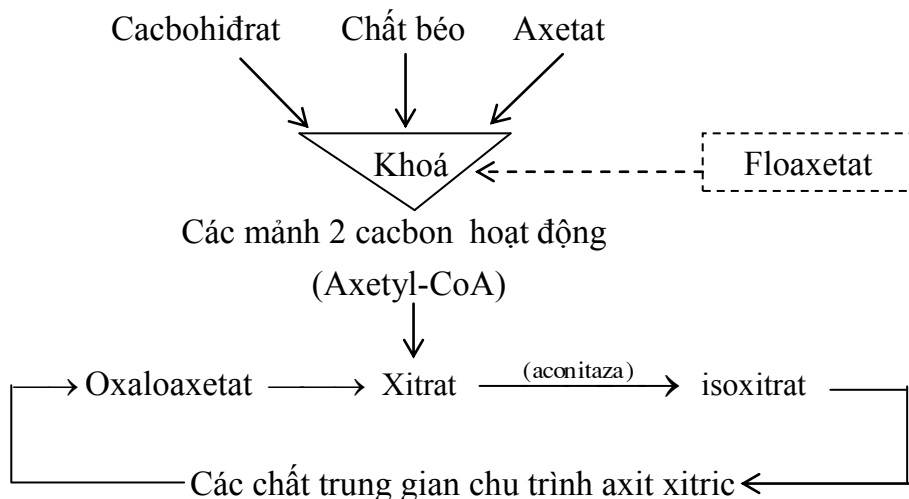 Cacbohiđrat Chất béo Axetat
Khoá Floaxetat
Các mảnh 2 cacbon hoạt động
(Axetyl-CoA)
Oxaloaxetat Xitrat (aconitaza) isoxitrat
Các chất trung gian chu trình axit xitric